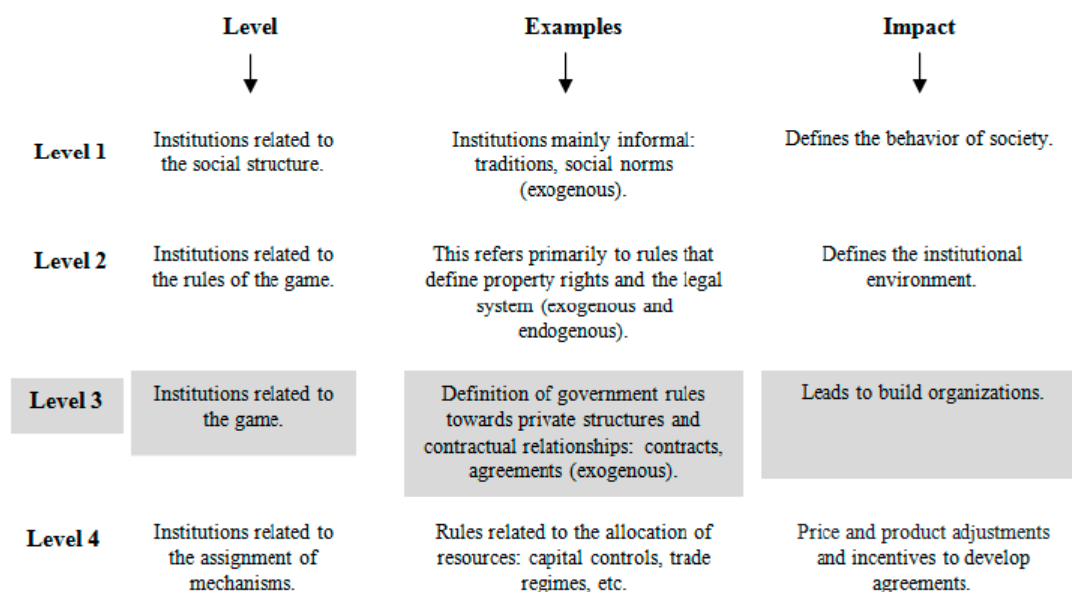 Level Examples Impact
Level 1
Institutions related to
the social structure.
Institutions mainly informal:
traditions, social norms
(exogenous).
Defines the behavior of society.
Level 2
Institutions related to
the rules of the game.
This refers primarily to rules that
define property rights and the legal
system (exogenous and
endogenous).
Defines the institutional
environment.
Level 3
Institutions related to
the game.
Definition of government rules
towards private structures and
contractual relationships: contracts,
agreements (exogenous).
Leads to build organizations.
Level 4
Institutions related to
the assignment of
mechanisms.
Rules related to the allocation of
resources: capital controls, trade
regimes, etc.
Price and product adjustments
and incentives to develop
agreements.